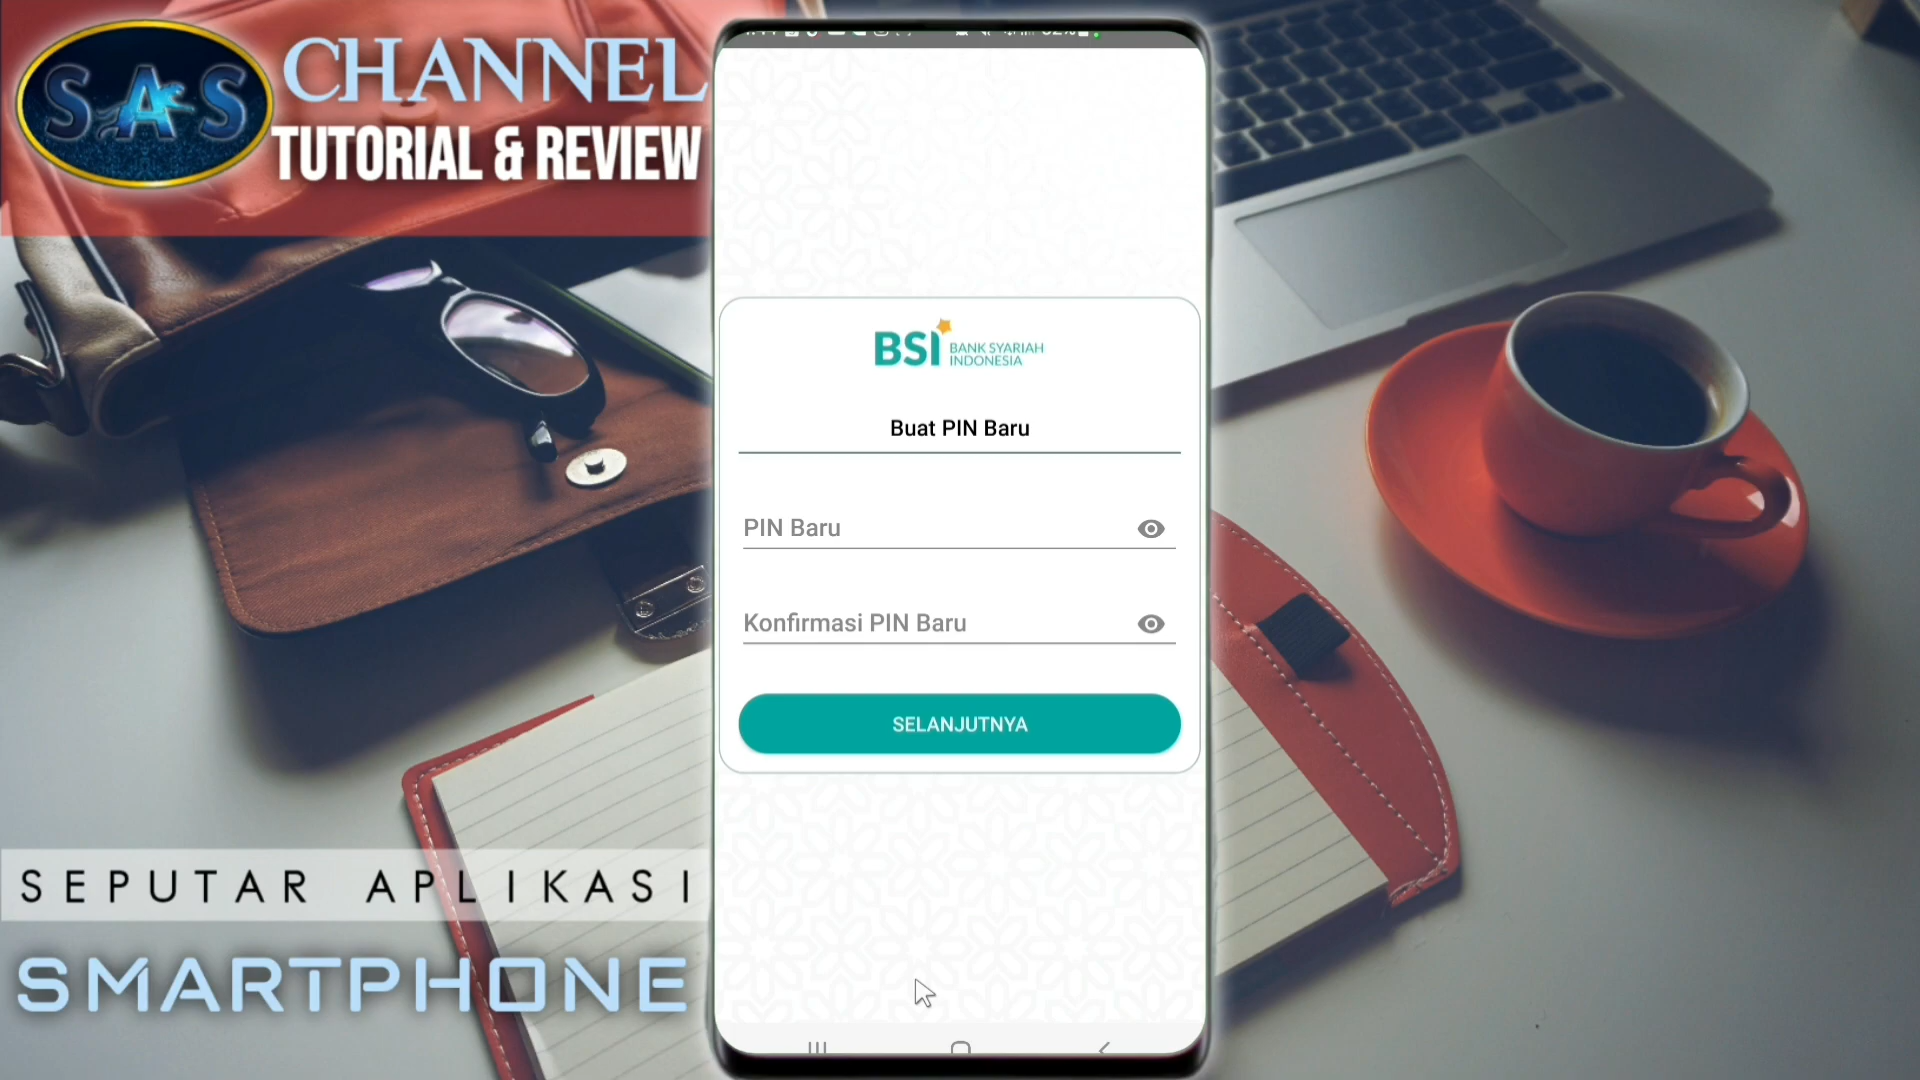 SAS
CHANNEL
TUTORIAL & REVIEW
BSI BANK SYARIAH
INDONESIA
Buat PIN Baru
PIN Baru
Konfirmasi PIN Baru
SELANJUTNYA
SEPUTAR APLIKASI
SMARTPHONE